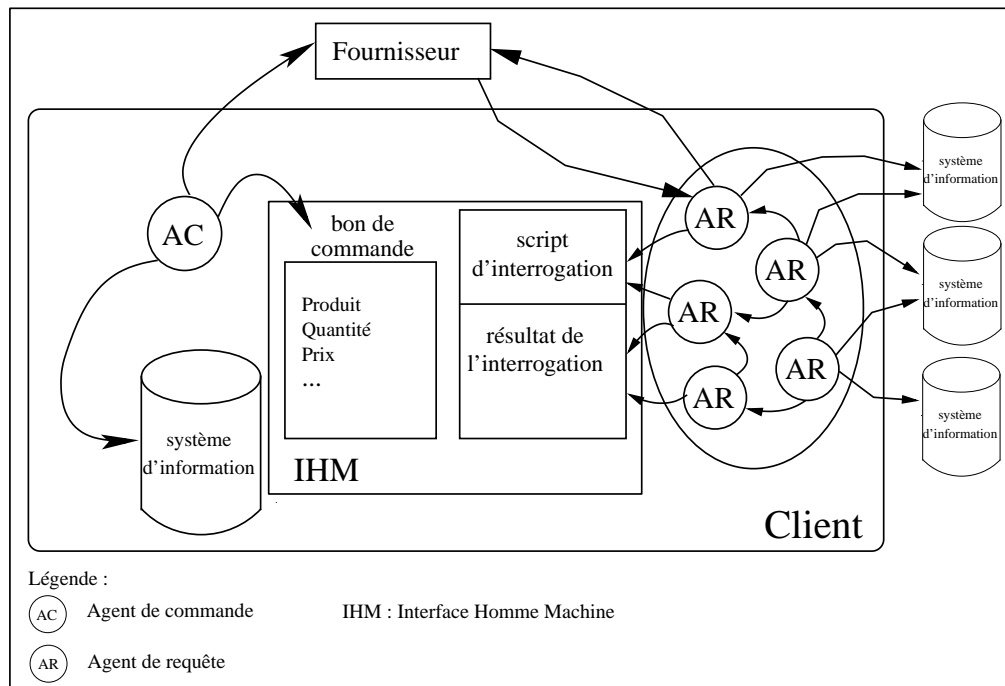 Fournisseur
AC
bon de
commande
Produit
Quantité
Prix
...
script
d'interrogation
résultat de
l'interrogation
IHM
système
d'information
AR
AR
AR
AR
AR
système
d'information
système
d'information
système
d'information
Client
Légende :
AC Agent de commande
IHM : Interface Homme Machine
AR Agent de requête